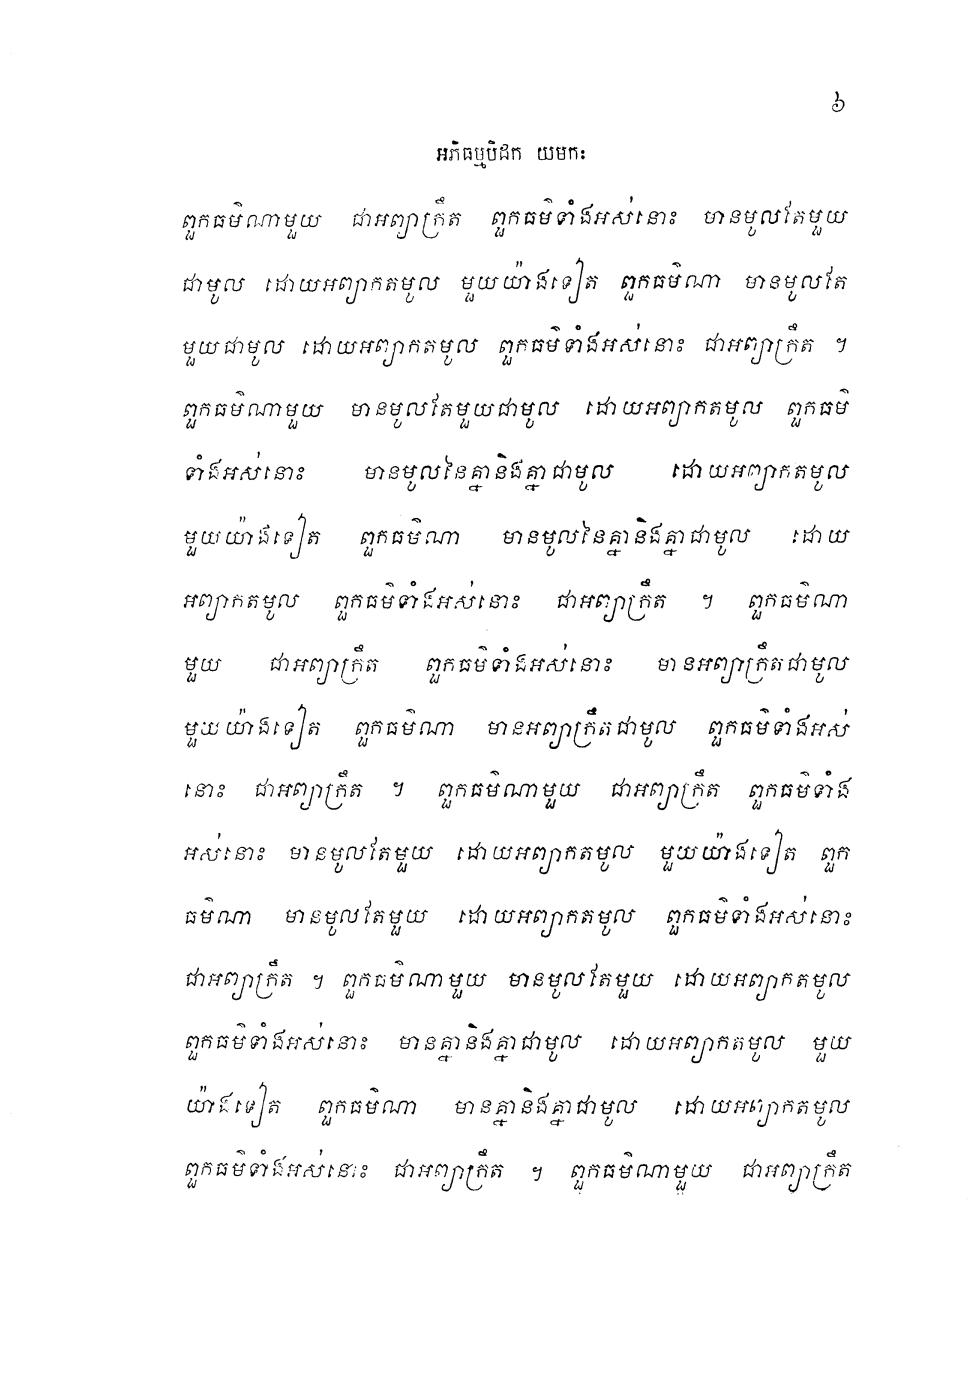 ៦
អភិធម្មបិដក យមកៈ
ពួកធម៌ណាមួយ ជាអព្យាក្រឹត ពួកធម៌ទាំងអស់នោះ មានមូលតែមួយ
ជាមូល ដោយអព្យាកតមូល មួយយ៉ាងទៀត ពួកធម៌ណា មានមូលតែ
មួយជាមូល ដោយអព្យាកតមូល ពួកធម៌ទាំងអស់នោះ ជាអព្យាក្រឹត ។
ពួកធម៌ណាមួយ មានមូលតែមួយជាមូល ដោយអព្យាកតមូល ពួកធម៌
ទាំងអស់នោះ មានមូលនៃគ្នានិងគ្នាជាមូល ដោយអព្យាកតមូល
មួយយ៉ាងទៀត ពួកធម៌ណា មានមូលនៃគ្នានិងគ្នាជាមូល ដោយ
អព្យាកតមូល ពួកធម៌ទាំងអស់នោះ ជាអព្យាក្រឹត ។ ពួកធម៌ណា
មួយ ជាអព្យាក្រឹត ពួកធម៌ទាំងអស់នោះ មានអព្យាក្រឹតជាមូល
មួយយ៉ាងទៀត ពួកធម៌ណា មានអព្យាក្រឹតជាមូល ពួកធម៌ទាំងអស់
នោះ ជាអព្យាក្រឹត ។ ពួកធម៌ណាមួយ ជាអព្យាក្រឹត ពួកធម៌ទាំង
អស់នោះ មានមូលតែមួយ ដោយអព្យាកតមូល មួយយ៉ាងទៀត ពួក
ធម៌ណា មានមូលតែមួយ ដោយអព្យាកតមូល ពួកធម៌ទាំងអស់នោះ
ជាអព្យាក្រឹត ។ ពួកធម៌ណាមួយ មានមូលតែមួយ ដោយអព្យាកតមូល
ពួកធម៌ទាំងអស់នោះ មានគ្នានិងគ្នាជាមូល ដោយអព្យាកតមូល មួយ
យ៉ាងទៀត ពួកធម៌ណា មានគ្នានិងគ្នាជាមូល ដោយអព្យាកតមូល
ពួកធម៌ទាំងអស់នោះ ជាអព្យាក្រឹត ។ ពួកធម៌ណាមួយ ជាអព្យាក្រឹត